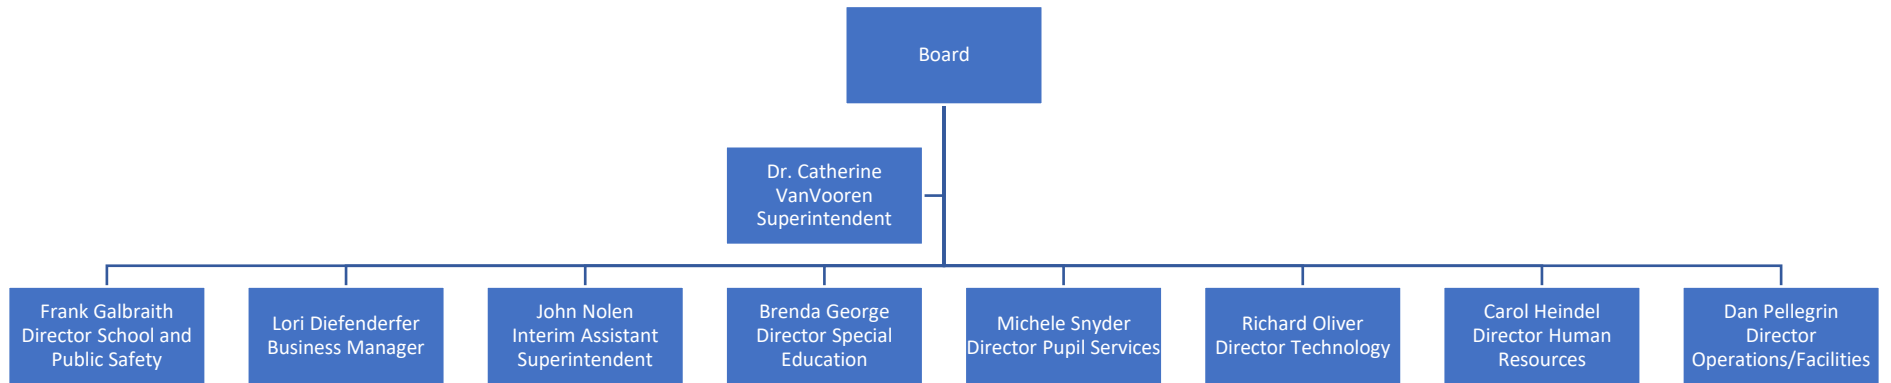 Board
Dr. Catherine
VanVooren
Superintendent
Frank Galbraith
Director School and
Public Safety
Lori Diefenderfer
Business Manager
John Nolen
Interim Assistant
Superintendent
Brenda George
Director Special
Education
Michele Snyder
Director Pupil Services
Richard Oliver
Director Technology
Carol Heindel
Director Human
Resources
Dan Pellegrin
Director
Operations/Facilities